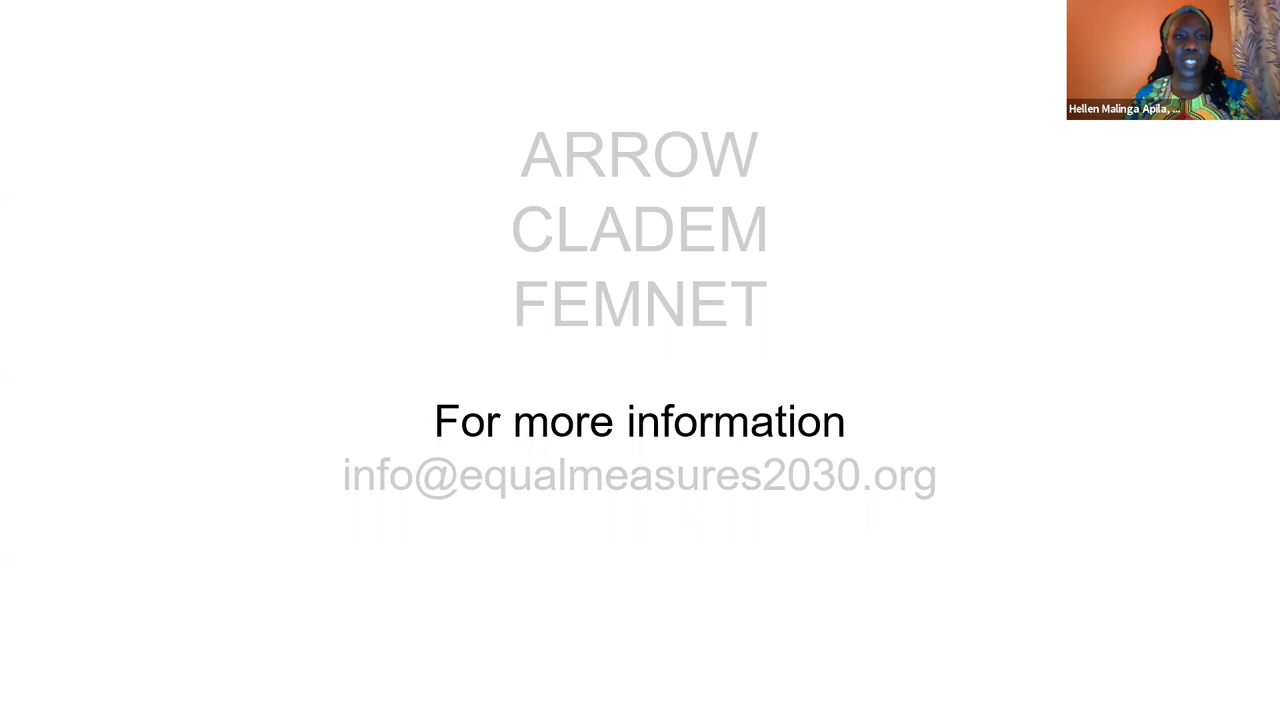 Hellen Malinga Apila, ...
ARROW
CLADEM
FEMNET
For more information
info@equalmeasures2030.org